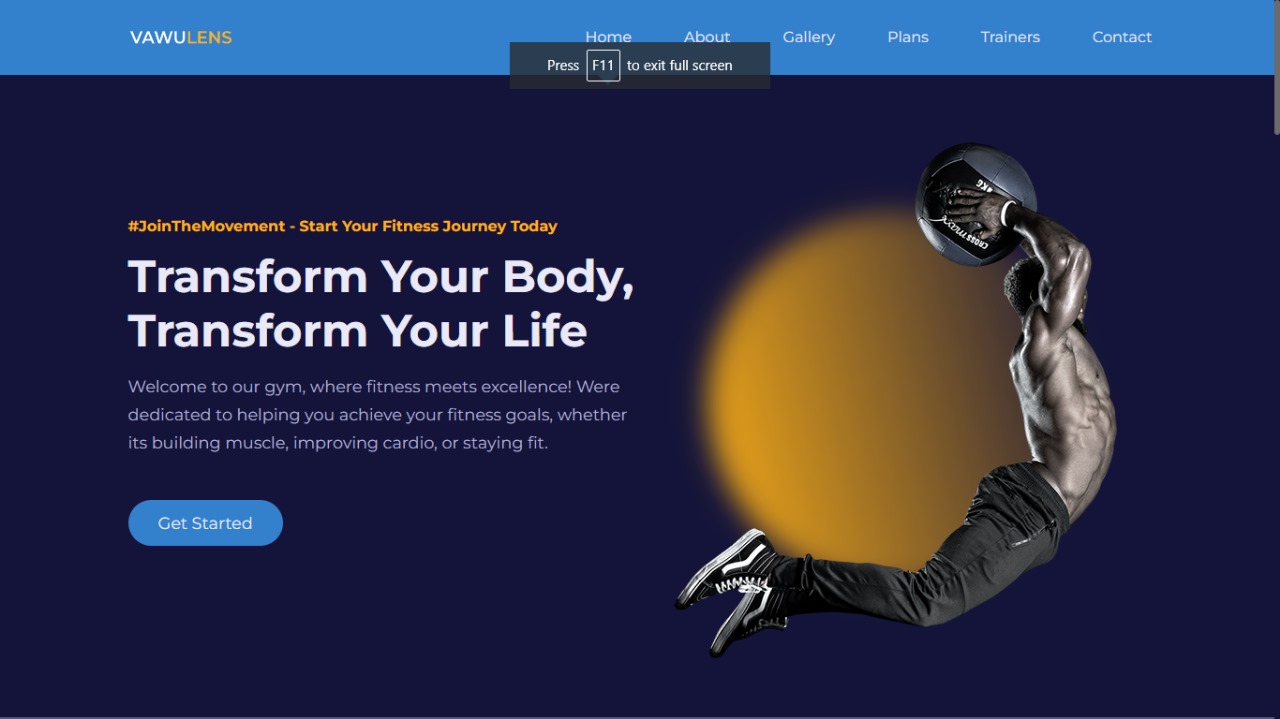 VAWULENS
Home About Gallery Plans Trainers Contact
Press F11 to exit full screen
#JoinTheMovement - Start Your Fitness Journey Today
Transform Your Body,
Transform Your Life
Welcome to our gym, where fitness meets excellence! Were
dedicated to helping you achieve your fitness goals, whether
its building muscle, improving cardio, or staying fit.
Get Started